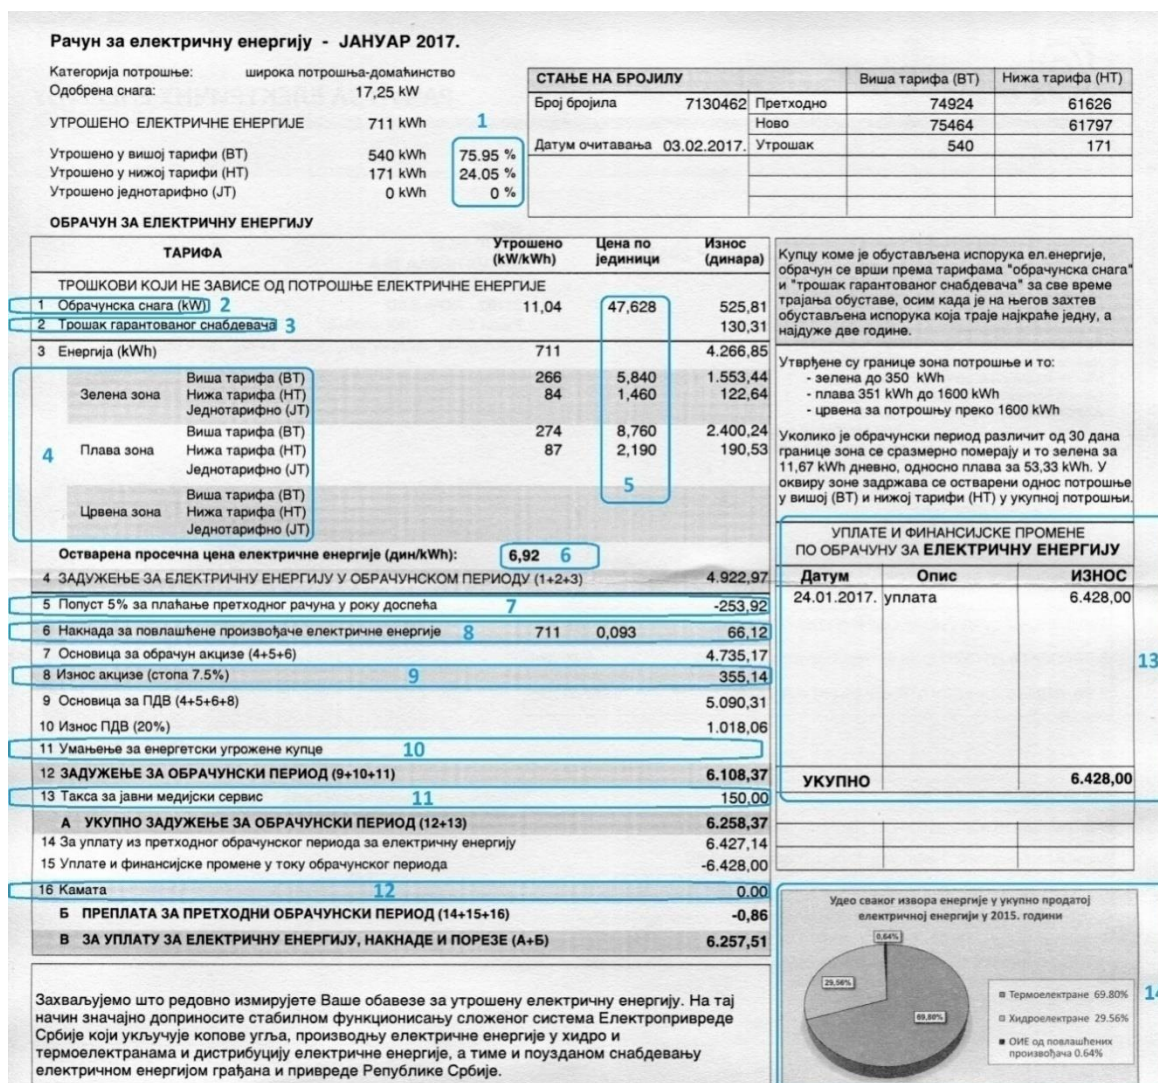 Рачун за електричну енергију - ЈАНУАР 2017.
Категорија потрошње: широка потрошња-домаћинство
Одобрена снага: 17,25 kW
УТРОШЕНО ЕЛЕКТРИЧНЕ ЕНЕРГИЈЕ 711 kWh
1
Утрошено у вишој тарифи (ВТ) 540 kWh 75.95 %
Утрошено у нижој тарифи (НТ) 171 kWh 24.05 %
Утрошено једнотарифно (ЈТ) 0 kWh 0 %
СТАЊЕ НА БРОЈИЛУ Виша тарифа (ВТ) Нижа тарифа (НТ)
Број бројила 7130462 Претходно 74924 61626
Ново 75464 61797
Датум очитавања 03.02.2017. Утрошак 540 171
ОБРАЧУН ЗА ЕЛЕКТРИЧНУ ЕНЕРГИЈУ
ТАРИФА Утрошено (kW/kWh) Цена по јединици Износ (динара)
ТРОШКОВИ КОЈИ НЕ ЗАВИСЕ ОД ПОТРОШЊЕ ЕЛЕКТРИЧНЕ ЕНЕРГИЈЕ
1 Обрачунска снага (kW) 2 11,04 47,628 525,81
2 Трошак гарантованог снабдевача 3 130,31
3 Енергија (kWh) 711 4.266,85
Виша тарифа (ВТ) 266 5,840 1.553,44
Зелена зона Нижа тарифа (НТ) 84 1,460 122,64
Једнотарифно (ЈТ)
Виша тарифа (ВТ) 274 8,760 2.400,24
4 Плава зона Нижа тарифа (НТ) 87 2,190 190,53
Једнотарифно (ЈТ) 5
Виша тарифа (ВТ)
Црвена зона Нижа тарифа (НТ)
Једнотарифно (ЈТ)
Остварена просечна цена електричне енергије (дин/kWh): 6,92 6
4 ЗАДУЖЕЊЕ ЗА ЕЛЕКТРИЧНУ ЕНЕРГИЈУ У ОБРАЧУНСКОМ ПЕРИОДУ (1+2+3) 4.922,97
5 Попуст 5% за плаћање претходног рачуна у року доспећа 7 -253,92
6 Накнада за повлашћене произвођаче електричне енергије 8 711 0,093 66,12
7 Основица за обрачун акцизе (4+5+6) 4.735,17
8 Износ акцизе (стопа 7.5%) 9 355,14
9 Основица за ПДВ (4+5+6+8) 5.090,31
10 Износ ПДВ (20%) 1.018,06
11 Умањење за енергетски угрожене купце 10
12 ЗАДУЖЕЊЕ ЗА ОБРАЧУНСКИ ПЕРИОД (9+10+11) 6.108,37
13 Такса за јавни медијски сервис 11 150,00
А УКУПНО ЗАДУЖЕЊЕ ЗА ОБРАЧУНСКИ ПЕРИОД (12+13) 6.258,37
14 За уплату из претходног обрачунског периода за електричну енергију 6.427,14
15 Уплате и финансијске промене у току обрачунског периода -6.428,00
16 Камата 12 0.00
Б ПРЕПЛАТА ЗА ПРЕТХОДНИ ОБРАЧУНСКИ ПЕРИОД (14+15+16) -0,86
В ЗА УПЛАТУ ЗА ЕЛЕКТРИЧНУ ЕНЕРГИЈУ, НАКНАДЕ И ПОРЕЗЕ (А+Б) 6.257,51
Захваљујемо што редовно измирујете Ваше обавезе за утрошену електричну енергију. На тај
начин значајно доприносите стабилном функционисању сложеног система Електропривреде
Србије који укључује копове угља, производњу електричне енергије у хидро и
термоелектранама и дистрибуцију електричне енергије, а тиме и поузданом снабдевању
електричном енергијом грађана и привреде Републике Србије.
Купцу коме је обустављена испорука ел.енергије,
обрачун се врши према тарифама "обрачунска снага"
и "трошак гарантованог снабдевача" за све време
трајања обуставе, осим када је на његов захтев
обустављена испорука која траје најкраће једну, а
најдуже две године.
Утврђене су границе зона потрошње и то:
- зелена до 350 kWh
- плава 351 kWh до 1600 kWh
- црвена за потрошњу преко 1600 kWh
Уколико је обрачунски период различит од 30 дана
границе зона се сразмерно померају и то зелена за
11,67 kWh дневно, односно плава за 53,33 kWh. У
оквиру зоне задржава се остварени однос потрошње
у вишој (ВТ) и нижој тарифи (НТ) у укупној потрошњи.
УПЛАТЕ И ФИНАНСИЈСКЕ ПРОМЕНЕ
ПО ОБРАЧУНУ ЗА ЕЛЕКТРИЧНУ ЕНЕРГИЈУ
Датум Опис ИЗНОС
24.01.2017. уплата 6.428,00
13
УКУПНО 6.428,00
Удео сваког извора енергије у укупно продатој
електричној енергији у 2015. години
0,64%
29,56%
69,80%
Термоелектране 69.80%
Хидроелектране 29.56%
ОИЕ од повлашћених
произвођача 0.64%
14